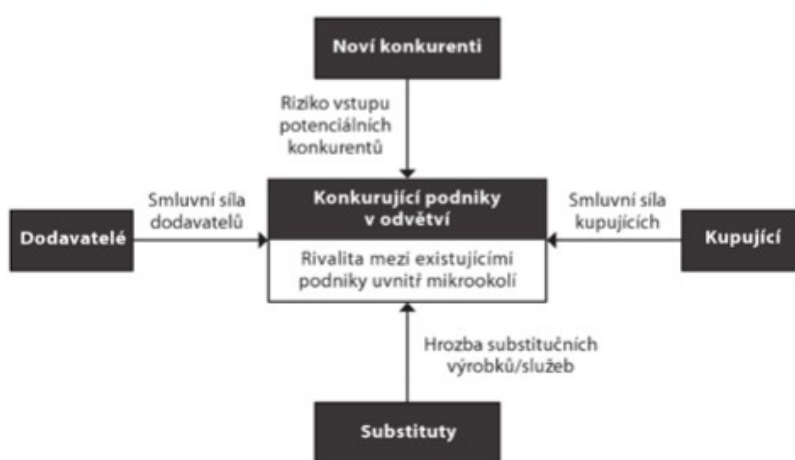 Noví konkurenti
Riziko vstupu
potenciálních
konkurentů
Smluvní síla
dodavatelů
Konkurující podniky
v odvětví
Smluvní síla
kupujících
Dodavatelé
Kupující
Rivalita mezi existujícími
podniky uvnitř mikrookolí
Hrozba substitučních
výrobků/služeb
Substituty